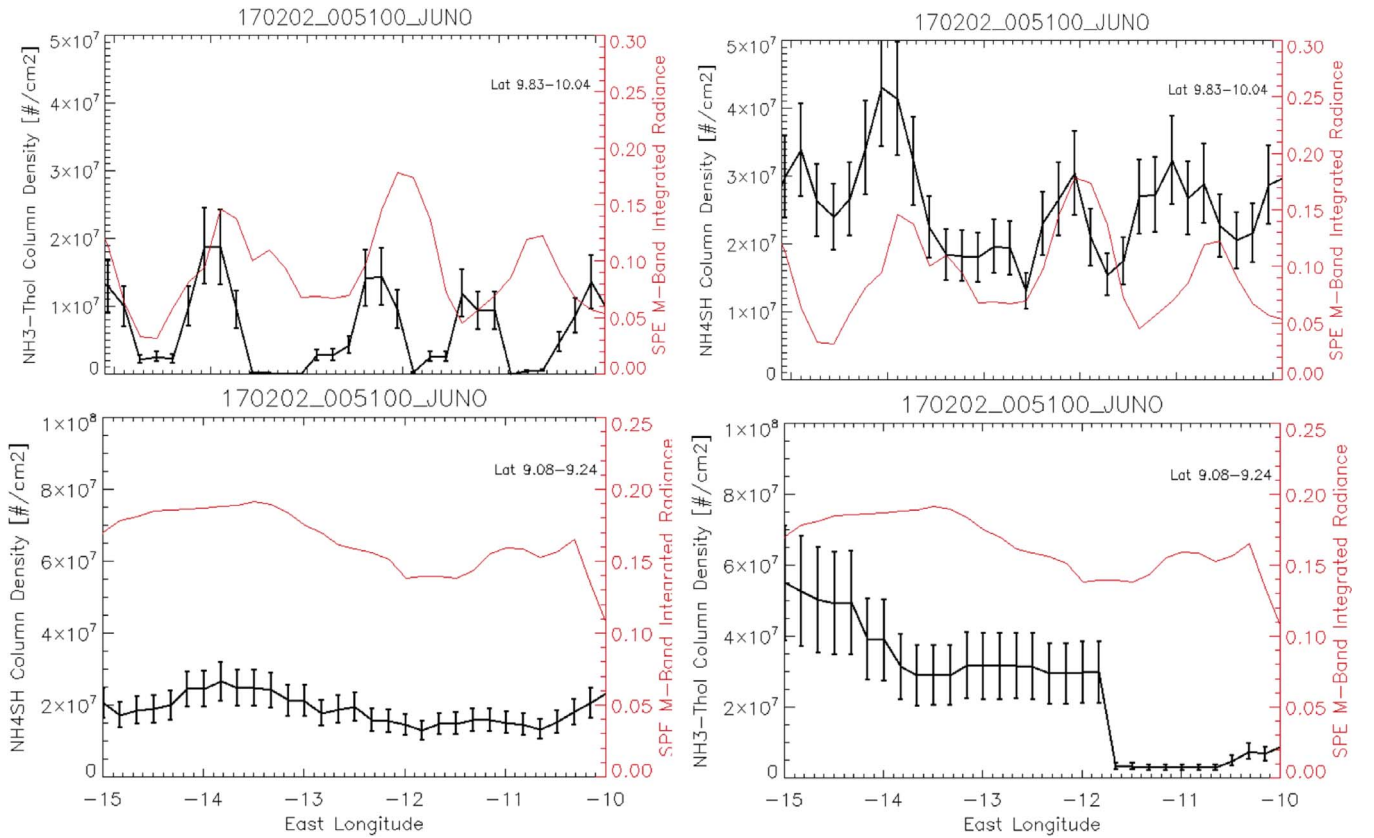 170202_005100_JUNO
5×10⁷
4×10⁷
3×10⁷
2×10⁷
1×10⁷
0
NH3-Thol Column Density [#/cm2]
Lat 9.83-10.04
0.30
0.25
0.20
0.15
0.10
0.05
0.00
SPE M-Band Integrated Radiance
170202_005100_JUNO
5×10⁷
4×10⁷
3×10⁷
2×10⁷
1×10⁷
0
NH4SH Column Density [#/cm2]
Lat 9.83-10.04
0.30
0.25
0.20
0.15
0.10
0.05
0.00
SPE M-Band Integrated Radiance
170202_005100_JUNO
1×10⁸
8×10⁷
6×10⁷
4×10⁷
2×10⁷
0
NH4SH Column Density [#/cm2]
Lat 9.08-9.24
0.25
0.20
0.15
0.10
0.05
0.00
SPE M-Band Integrated Radiance
-15 -14 -13 -12 -11 -10
East Longitude
170202_005100_JUNO
1×10⁸
8×10⁷
6×10⁷
4×10⁷
2×10⁷
0
NH3-Thol Column Density [#/cm2]
Lat 9.08-9.24
0.25
0.20
0.15
0.10
0.05
0.00
SPE M-Band Integrated Radiance
-15 -14 -13 -12 -11 -10
East Longitude